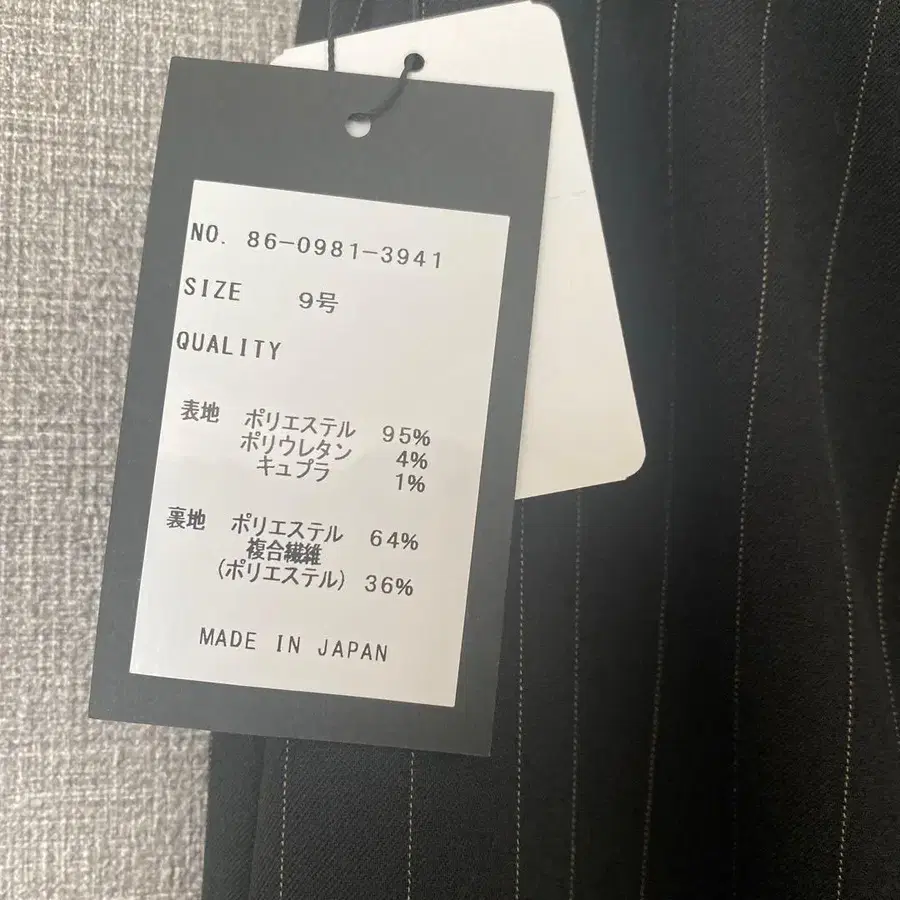 NO. 86-0981-3941
SIZE 9号
QUALITY
表地 ポリエステル 95%
ポリウレタン 4%
キュプラ 1%
裏地 ポリエステル 64%
複合繊維
(ポリエステル) 36%
MADE IN JAPAN